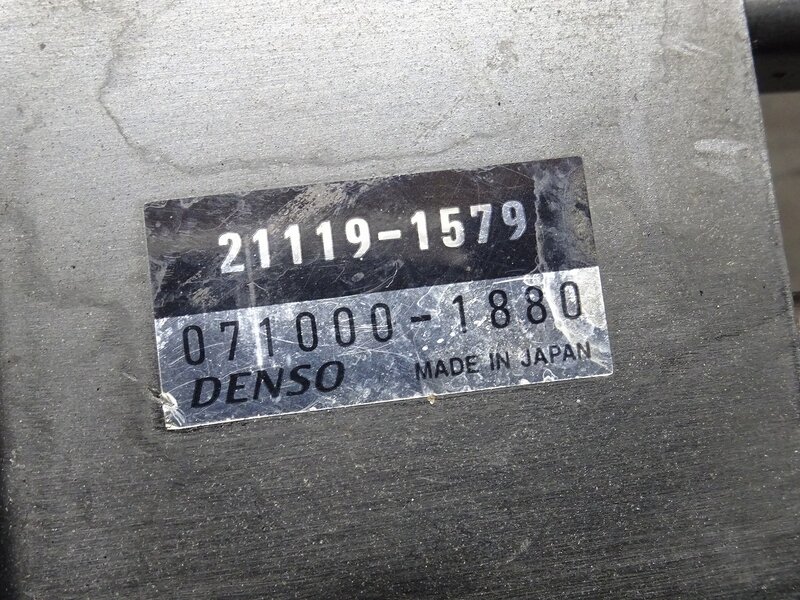 21119-1579
071000-1880
DENSO MADE IN JAPAN